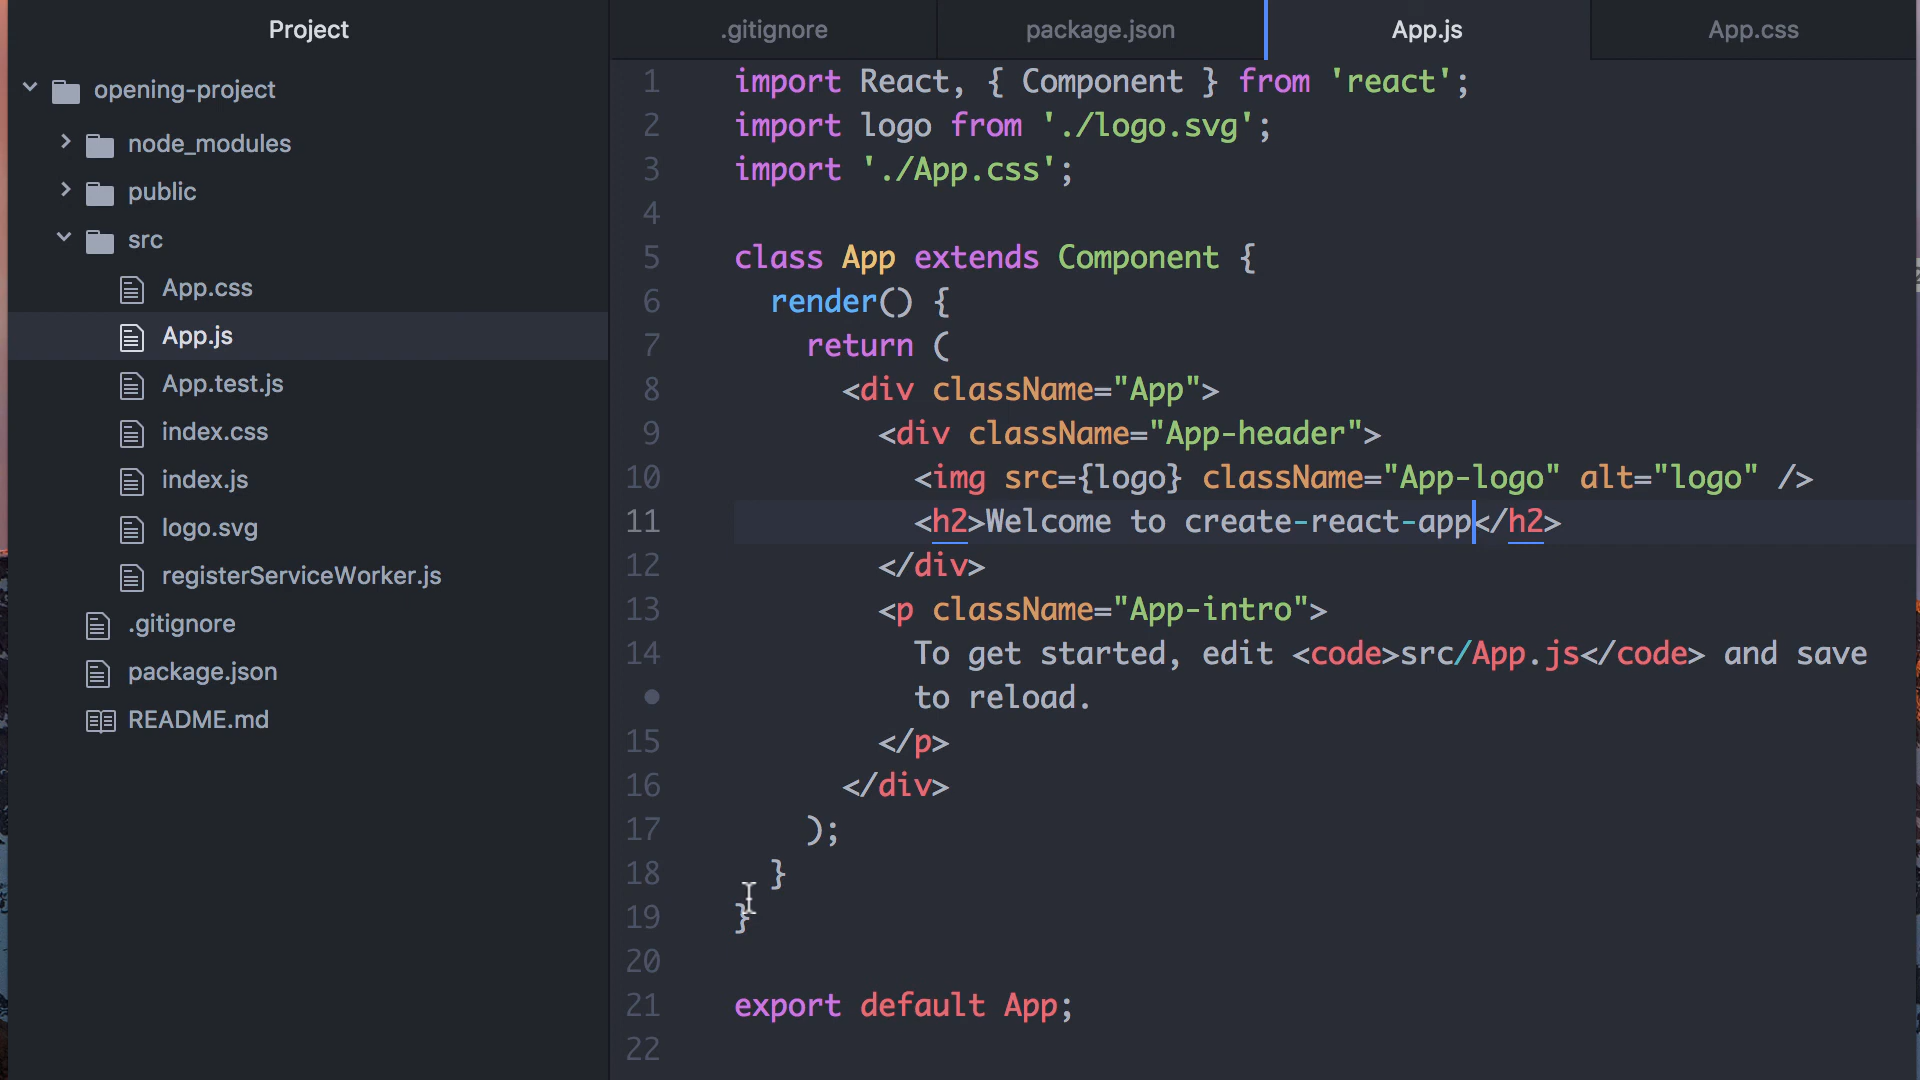 Project
opening-project
node_modules
public
src
App.css
App.js
App.test.js
index.css
index.js
logo.svg
registerServiceWorker.js
.gitignore
package.json
README.md
.gitignore package.json App.js App.css
1 import React, { Component } from 'react';
2 import logo from './logo.svg';
3 import './App.css';
4
5 class App extends Component {
6 render() {
7 return (
8 <div className="App">
9 <div className="App-header">
10 <img src={logo} className="App-logo" alt="logo" />
11 <h2>Welcome to create-react-app</h2>
12 </div>
13 <p className="App-intro">
14 To get started, edit <code>src/App.js</code> and save
• to reload.
15 </p>
16 </div>
17 );
18 }
19 }
20
21 export default App;
22